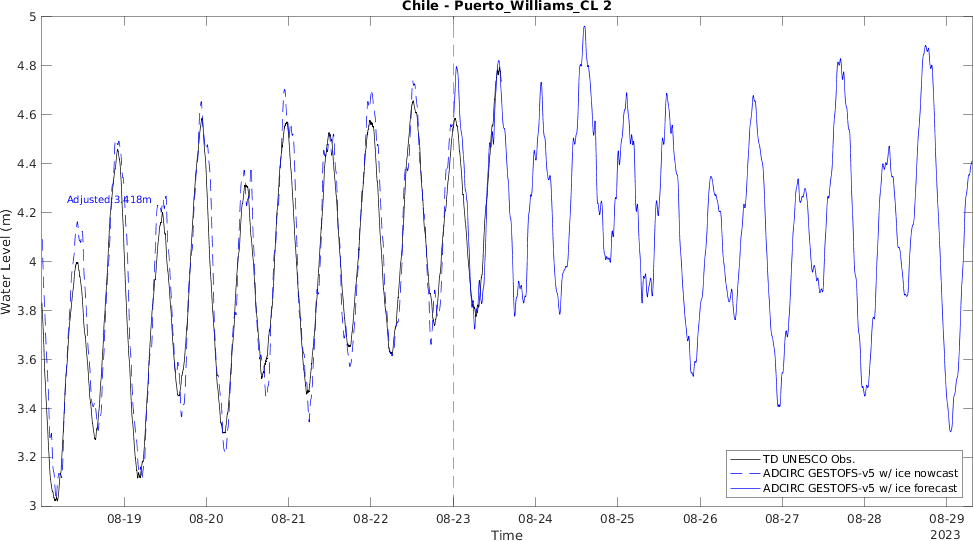 Chile - Puerto_Williams_CL 2
Water Level (m)
5
4.8
4.6
4.4
4.2
4
3.8
3.6
3.4
3.2
3
Adjusted:3.418m
TD UNESCO Obs.
ADCIRC GESTOFS-v5 w/ ice nowcast
ADCIRC GESTOFS-v5 w/ ice forecast
08-19 08-20 08-21 08-22 08-23 08-24 08-25 08-26 08-27 08-28 08-29
2023
Time